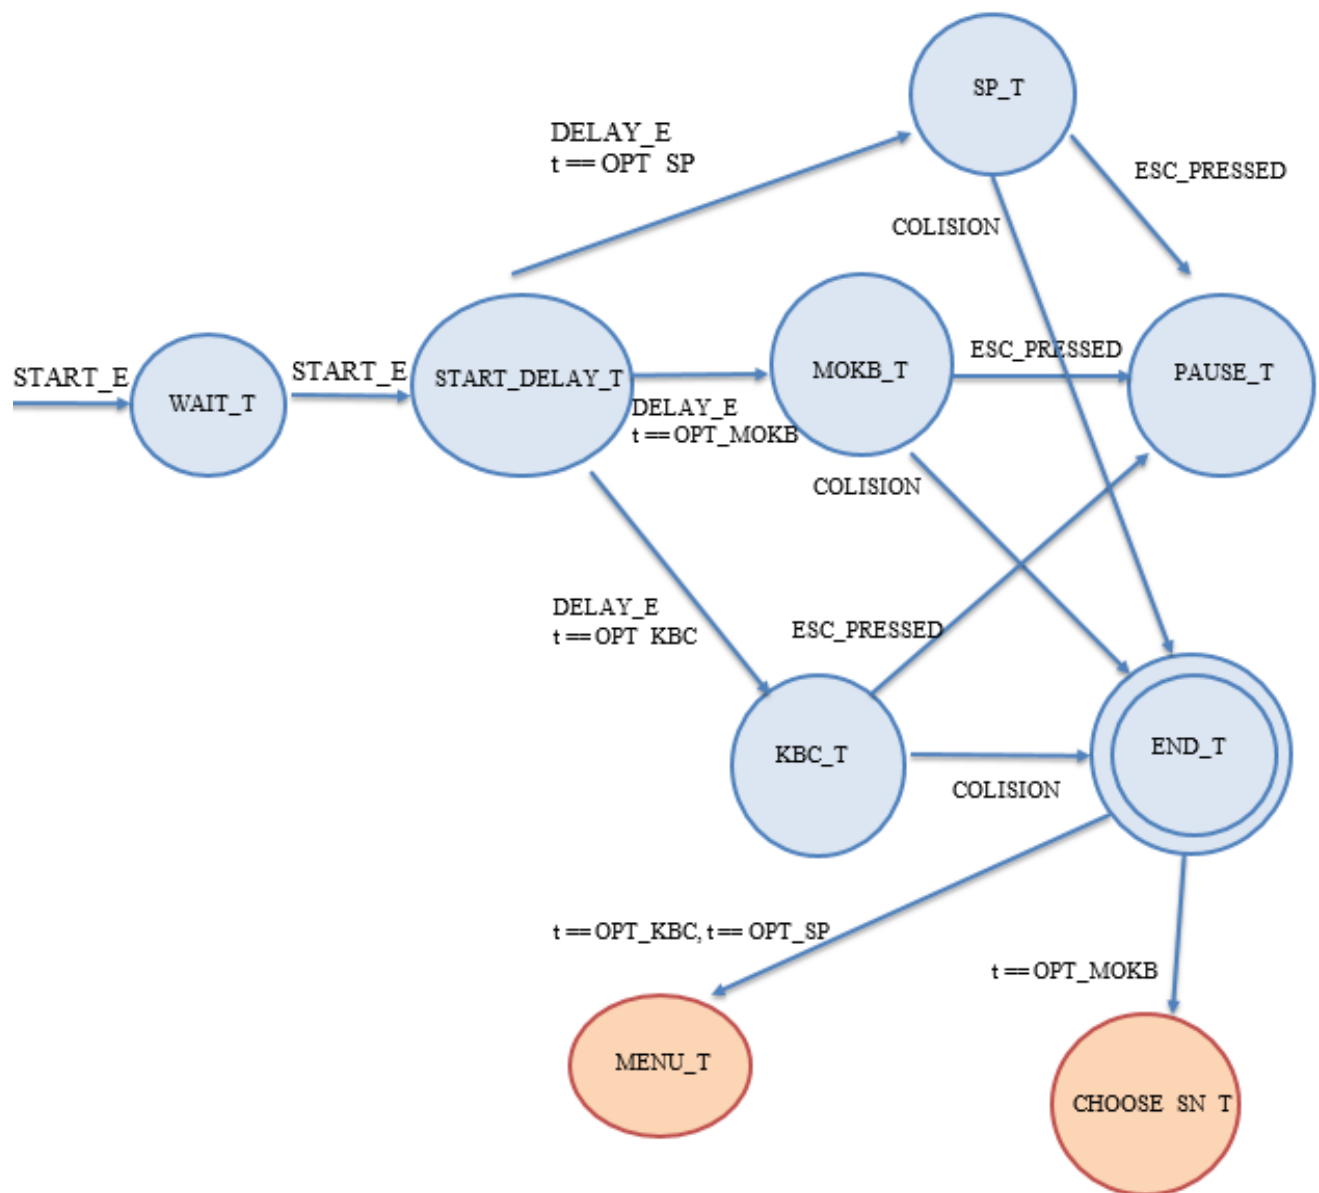 SP_T
DELAY_E
t == OPT_SP
ESC_PRESSED
COLISION
START_E
WAIT_T
START_E
START_DELAY_T
DELAY_E
t == OPT_MOKB
MOKB_T
ESC_PRESSED
PAUSE_T
COLISION
DELAY_E
t == OPT_KBC
ESC_PRESSED
KBC_T
COLISION
END_T
t == OPT_KBC, t == OPT_SP
t == OPT_MOKB
MENU_T
CHOOSE_SN_T